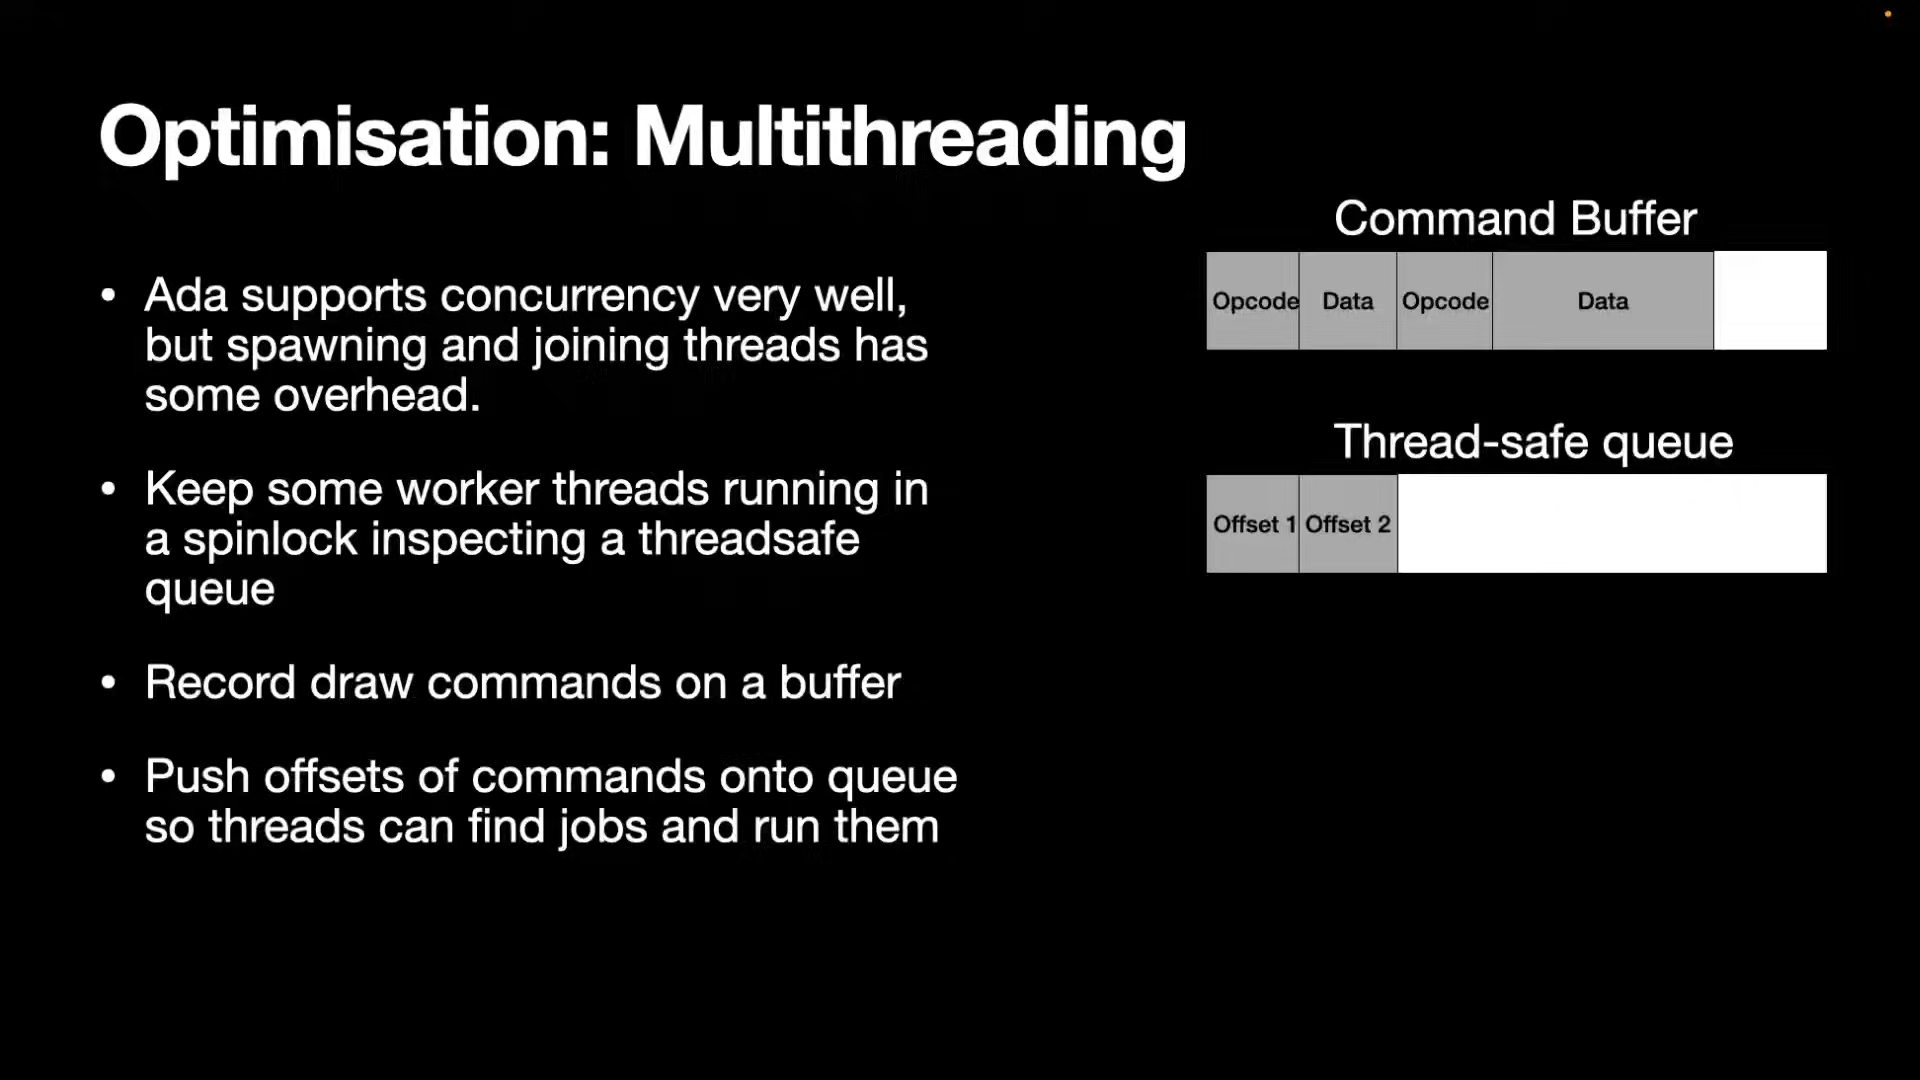 Optimisation: Multithreading
• Ada supports concurrency very well,
but spawning and joining threads has
some overhead.
• Keep some worker threads running in
a spinlock inspecting a threadsafe
queue
• Record draw commands on a buffer
• Push offsets of commands onto queue
so threads can find jobs and run them
Command Buffer
Opcode Data Opcode Data
Thread-safe queue
Offset 1 Offset 2